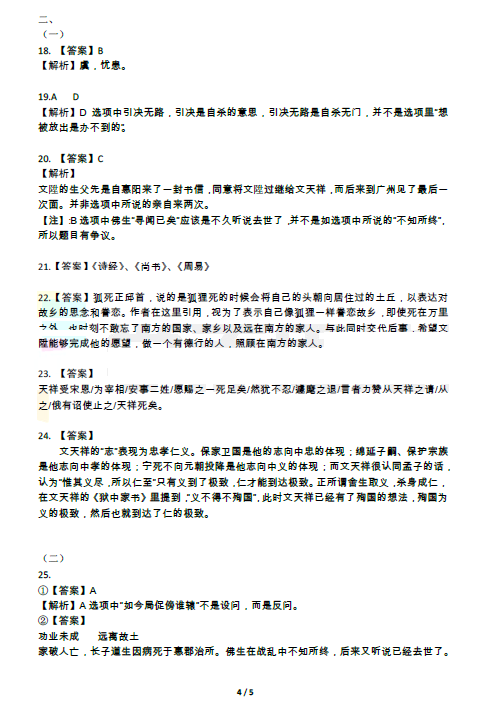 二、
（一）
18. 【答案】B
【解析】虞，忧患。
19.A D
【解析】D 选项中引决无路，引决是自杀的意思，引决无路是自杀无门，并不是选项里“想
被放出是办不到的”。
20. 【答案】C
【解析】
文陞的生父先是自惠阳来了一封书信，同意将文陞过继给文天祥，而后来到广州见了最后一
次面。并非选项中所说的亲自来两次。
【注】:B 选项中佛生“寻闻已矣”应该是不久听说去世了，并不是如选项中所说的“不知所终”，
所以题目有争议。
21.【答案】《诗经》、《尚书》、《周易》
22.【答案】狐死正邱首，说的是狐狸死的时候会将自己的头朝向居住过的土丘，以表达对
故乡的思念和眷恋。作者在这里引用，视为了表示自已像狐狸一样眷恋故乡，即使死在万里
之外，也时刻不敢忘了南方的国家、家乡以及远在南方的家人。与此同时交代后事，希望文
陞能够完成他的愿望，做一个有德行的人，照顾在南方的家人。
23. 【答案】
天祥受宋恩/为宰相/安事二姓/愿赐之一死足矣/然犹不忍/遽麾之退/言者力赞从天祥之请/从
之/俄有诏使止之/天祥死矣。
24. 【答案】
文天祥的“志”表现为忠孝仁义。保家卫国是他的志向中忠的体现；绵延子嗣、保护宗族
是他志向中孝的体现；宁死不向元朝投降是他志向中义的体现；而文天祥很认同孟子的话，
认为“惟其义尽，所以仁至”只有义到了极致，仁才能到达极致。正所谓舍生取义，杀身成仁，
在文天祥的《狱中家书》里提到，“义不得不殉国”，此时文天祥已经有了殉国的想法，殉国为
义的极致，然后也就到达了仁的极致。
（二）
25.
①【答案】A
【解析】A 选项中“如今局促傍谁辕”不是设问，而是反问。
②【答案】
功业未成 远离故土
家破人亡，长子道生因病死于惠郡治所。佛生在战乱中不知所终，后来又听说已经去世了。
4 / 5